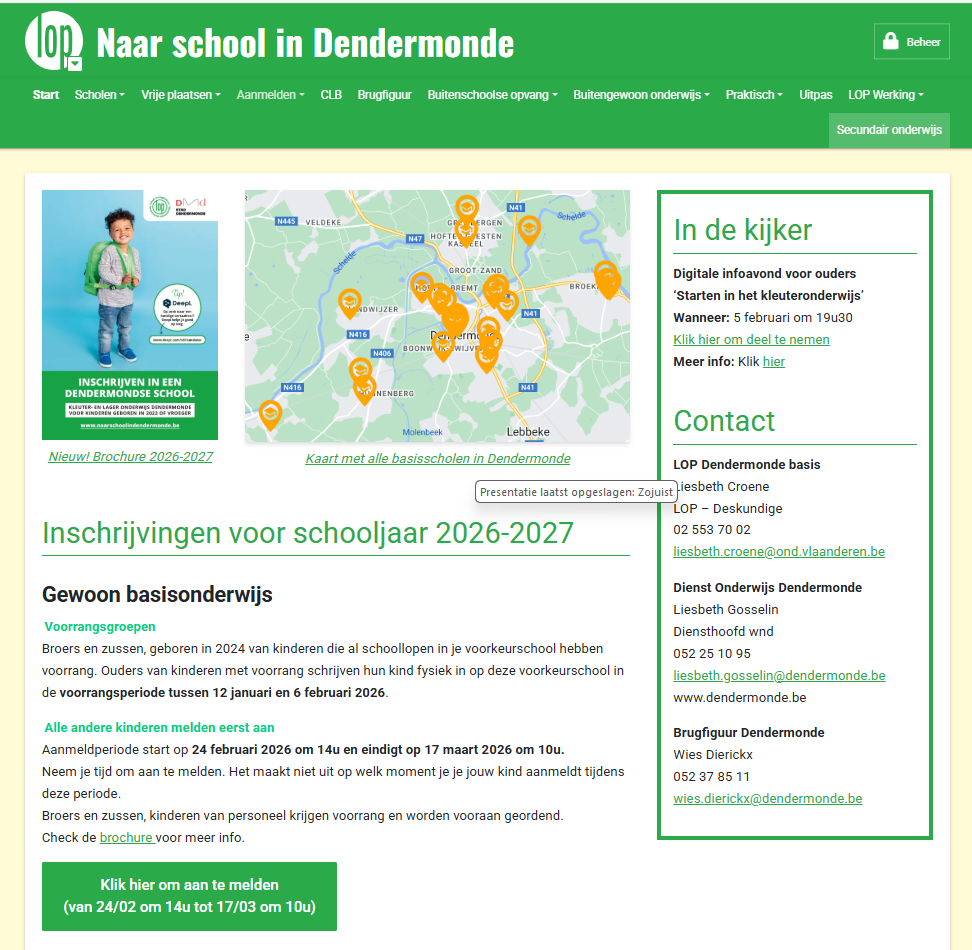 lop Naar school in Dendermonde
Beheer
Start Scholen Vrije plaatsen Aanmelden CLB Brugfiguur Buitenschoolse opvang Buitengewoon onderwijs Praktisch Uitpas LOP Werking
Secundair onderwijs
lop
STAD
DENDERMONDE
Tip!
DeepL
INSCHRIJVEN IN EEN
DENDERMONDSE SCHOOL
KLEUTER- EN LAGER ONDERWIJS DENDERMONDE
VOOR KINDEREN GEBOREN IN 2023 OF VROEGER
www.naarschoolindendermonde.be
Nieuw! Brochure 2026-2027
N445
VELDEKE
N41
Schelde
N47
KASTEEL
Schelde
GROOT-ZAND
N41
N416
N406
N416
N41
Molenbeek
Lebbeke
Kaart met alle basisscholen in Dendermonde
Presentatie laatst opgeslagen: Zojuist
Inschrijvingen voor schooljaar 2026-2027
Gewoon basisonderwijs
Voorrangsgroepen
Broers en zussen, geboren in 2024 van kinderen die al schoollopen in je voorkeurschool hebben
voorrang. Ouders van kinderen met voorrang schrijven hun kind fysiek in op deze voorkeurschool in
de voorrangsperiode tussen 12 januari en 6 februari 2026.
Alle andere kinderen melden eerst aan
Aanmeldperiode start op 24 februari 2026 om 14u en eindigt op 17 maart 2026 om 10u.
Neem je tijd om aan te melden. Het maakt niet uit op welk moment je je jouw kind aanmeldt tijdens
deze periode.
Broers en zussen, kinderen van personeel krijgen voorrang en worden vooraan geordend.
Check de brochure voor meer info.
Klik hier om aan te melden
(van 24/02 om 14u tot 17/03 om 10u)
In de kijker
Digitale infoavond voor ouders
‘Starten in het kleuteronderwijs’
Wanneer: 5 februari om 19u30
Klik hier om deel te nemen
Meer info: Klik hier
Contact
LOP Dendermonde basis
Liesbeth Croene
LOP – Deskundige
02 553 70 02
liesbeth.croene@ond.vlaanderen.be
Dienst Onderwijs Dendermonde
Liesbeth Gosselin
Diensthoofd wnd
052 25 10 95
liesbeth.gosselin@dendermonde.be
www.dendermonde.be
Brugfiguur Dendermonde
Wies Dierickx
052 37 85 11
wies.dierickx@dendermonde.be